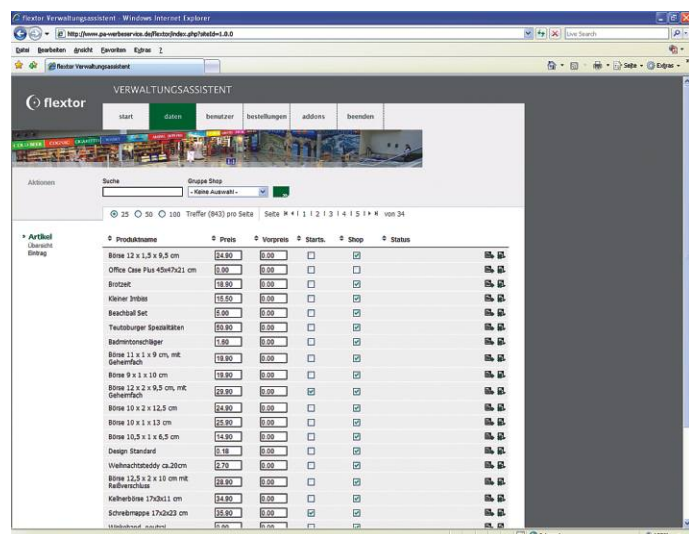 flextor Verwaltungsassistent - Windows Internet Explorer
http://www.pa-werbeservice.de/flextor/index.php?siteId=1.0.0
Live Search
Datei Bearbeiten Ansicht Favoriten Extras ?
flextor Verwaltungsassistent
Seite Extras
flextor
VERWALTUNGSASSISTENT
start daten benutzer bestellungen addons beenden
Aktionen
Suche Gruppe Shop
- Keine Auswahl -
25 50 100 Treffer (843) pro Seite Seite 1 | 2 | 3 | 4 | 5 | von 34
Artikel
Übersicht
Eintrag
Produktname Preis Vorpreis Starts. Shop Status
Börse 12 x 1,5 x 9,5 cm 24.90 0.00
Office Case Plus 45x47x21 cm 0.00 0.00
Brotzeit 18.90 0.00
Kleiner Imbiss 15.50 0.00
Beachball Set 5.00 0.00
Teutoburger Spezialitäten 50.90 0.00
Badmintonschläger 1.60 0.00
Börse 11 x 1 x 9 cm, mit
Geheimfach 19.90 0.00
Börse 9 x 1 x 10 cm 19.90 0.00
Börse 12 x 2 x 9,5 cm, mit
Geheimfach 29.90 0.00
Börse 10 x 2 x 12,5 cm 24.90 0.00
Börse 10 x 1 x 13 cm 25.90 0.00
Börse 10,5 x 1 x 6,5 cm 14.90 0.00
Design Standard 0.18 0.00
Weihnachtsteddy ca.20cm 2.70 0.00
Börse 12,5 x 2 x 10 cm mit
Reißverschluss 28.90 0.00
Kellnerbörse 17x3x11 cm 34.90 0.00
Schreibmappe 17x2x23 cm 35.90 0.00